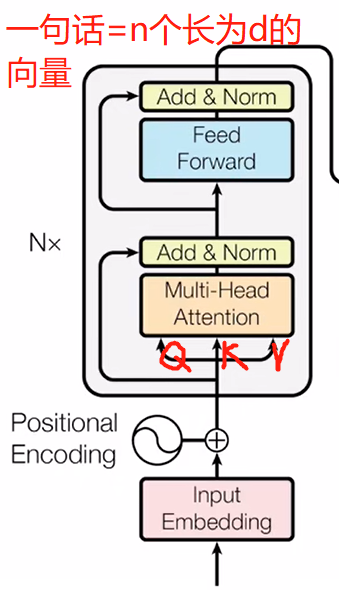 一句话=n个长为d的
向量
Add & Norm
Feed
Forward
N×
Add & Norm
Multi-Head
Attention
Q K V
Positional
Encoding
Input
Embedding